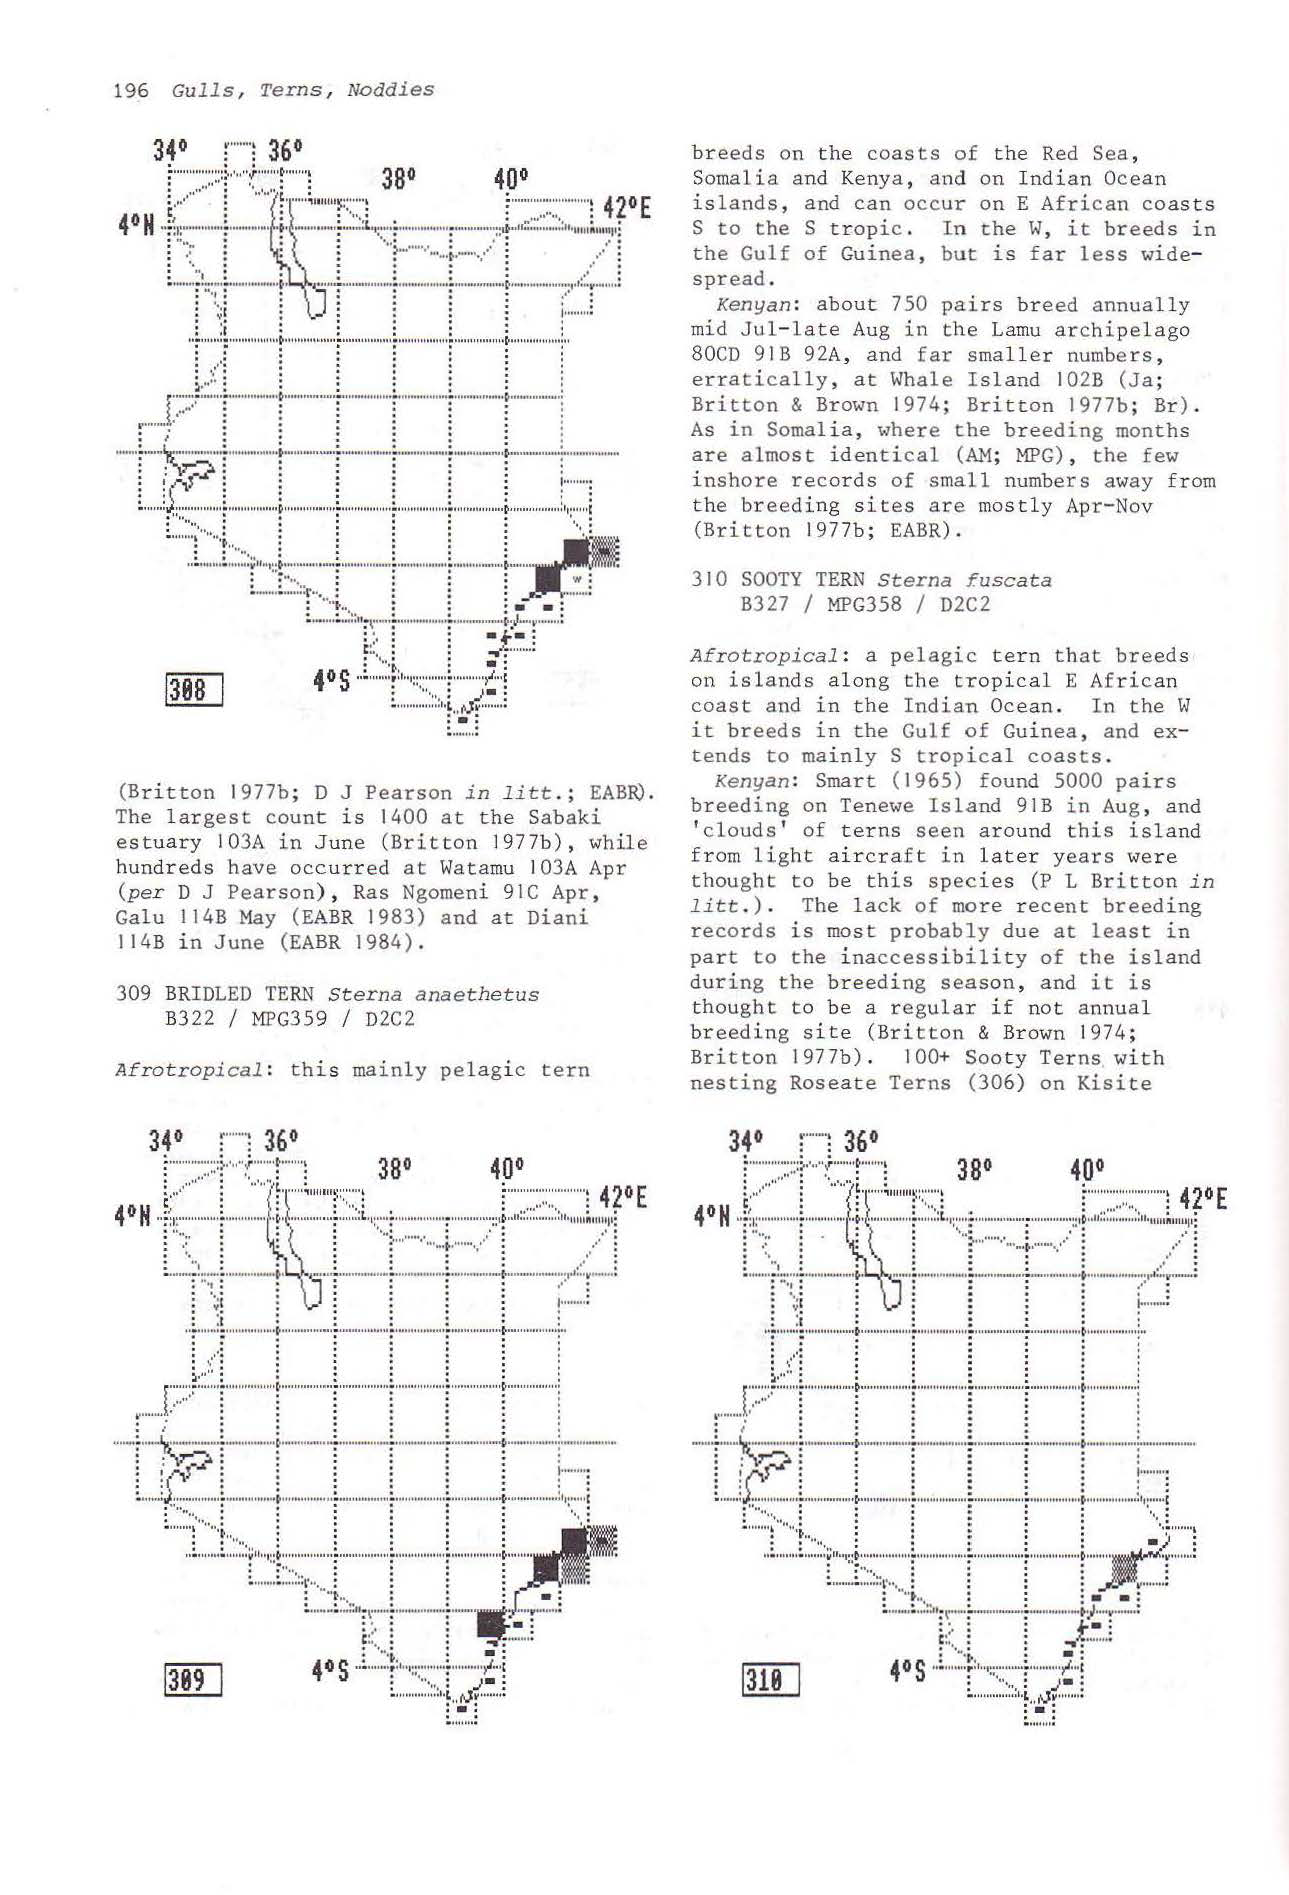 196 Gulls, Terns, Noddies
34° 36°
38° 40°
42°E
4°N
w
4°S
308
(Britton 1977b; D J Pearson in litt.; EABR).
The largest count is 1400 at the Sabaki
estuary 103A in June (Britton 1977b), while
hundreds have occurred at Watamu 103A Apr
(per D J Pearson), Ras Ngomeni 91C Apr,
Galu 114B May (EABR 1983) and at Diani
114B in June (EABR 1984).
309 BRIDLED TERN Sterna anaethetus
B322 / MPG359 / D2C2
Afrotropical: this mainly pelagic tern
34° 36°
38° 40°
42°E
4°N
4°S
309
breeds on the coasts of the Red Sea,
Somalia and Kenya, and on Indian Ocean
islands, and can occur on E African coasts
S to the S tropic. In the W, it breeds in
the Gulf of Guinea, but is far less wide-
spread.
Kenyan: about 750 pairs breed annually
mid Jul-late Aug in the Lamu archipelago
80CD 91B 92A, and far smaller numbers,
erratically, at Whale Island 102B (Ja;
Britton & Brown 1974; Britton 1977b; Br).
As in Somalia, where the breeding months
are almost identical (AM; MPG), the few
inshore records of small numbers away from
the breeding sites are mostly Apr-Nov
(Britton 1977b; EABR).
310 SOOTY TERN Sterna fuscata
B327 / MPG358 / D2C2
Afrotropical: a pelagic tern that breeds
on islands along the tropical E African
coast and in the Indian Ocean. In the W
it breeds in the Gulf of Guinea, and ex-
tends to mainly S tropical coasts.
Kenyan: Smart (1965) found 5000 pairs
breeding on Tenewe Island 91B in Aug, and
'clouds' of terns seen around this island
from light aircraft in later years were
thought to be this species (P L Britton in
litt.). The lack of more recent breeding
records is most probably due at least in
part to the inaccessibility of the island
during the breeding season, and it is
thought to be a regular if not annual
breeding site (Britton & Brown 1974;
Britton 1977b). 100+ Sooty Terns with
nesting Roseate Terns (306) on Kisite
34° 36°
38° 40°
42°E
4°N
4°S
310